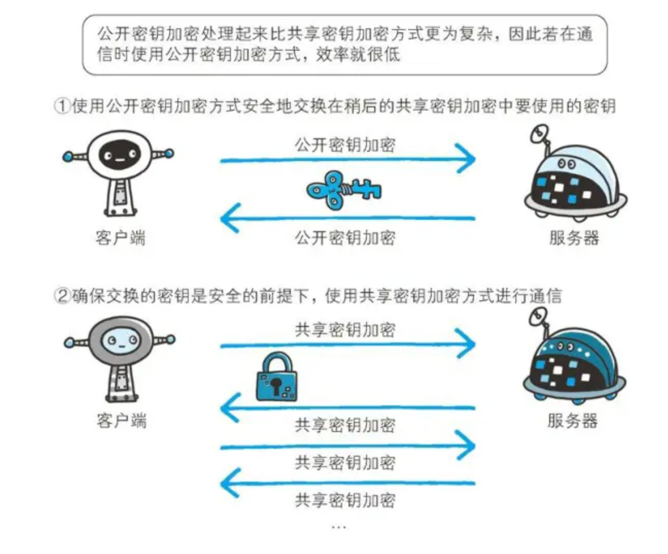 公开密钥加密处理起来比共享密钥加密方式更为复杂，因此若在通
信时使用公开密钥加密方式，效率就很低
①使用公开密钥加密方式安全地交换在稍后的共享密钥加密中要使用的密钥
公开密钥加密
公开密钥加密
客户端
服务器
②确保交换的密钥是安全的前提下，使用共享密钥加密方式进行通信
共享密钥加密
客户端
服务器
共享密钥加密
共享密钥加密
共享密钥加密
…